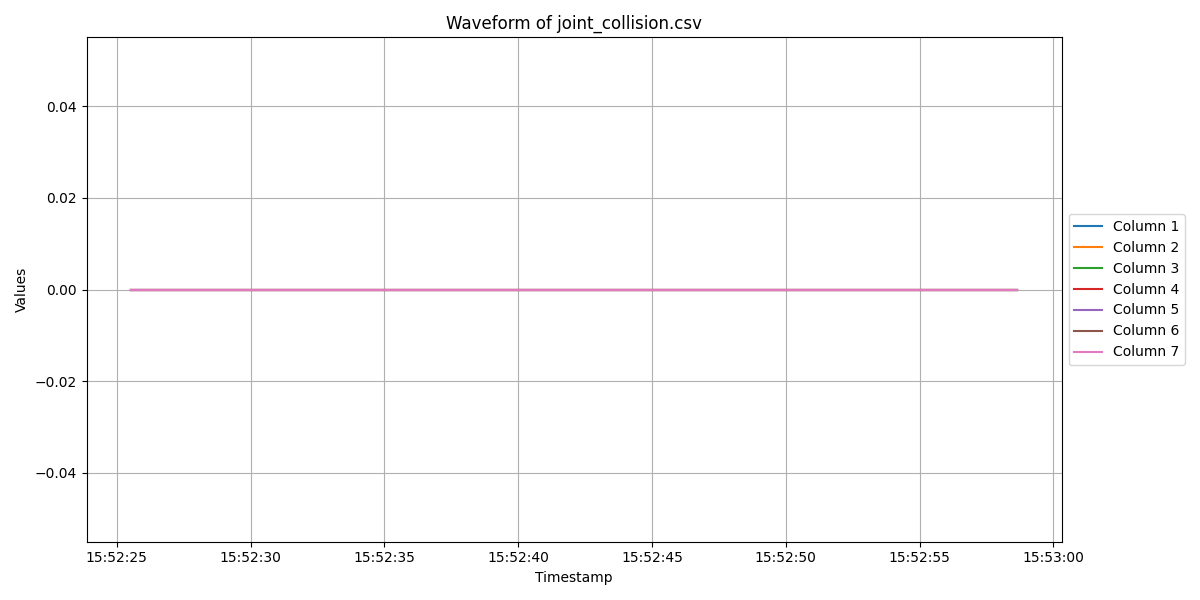 Waveform of joint_collision.csv
Values
0.04
0.02
0.00
−0.02
−0.04
15:52:25 15:52:30 15:52:35 15:52:40 15:52:45 15:52:50 15:52:55 15:53:00
Timestamp
Column 1
Column 2
Column 3
Column 4
Column 5
Column 6
Column 7